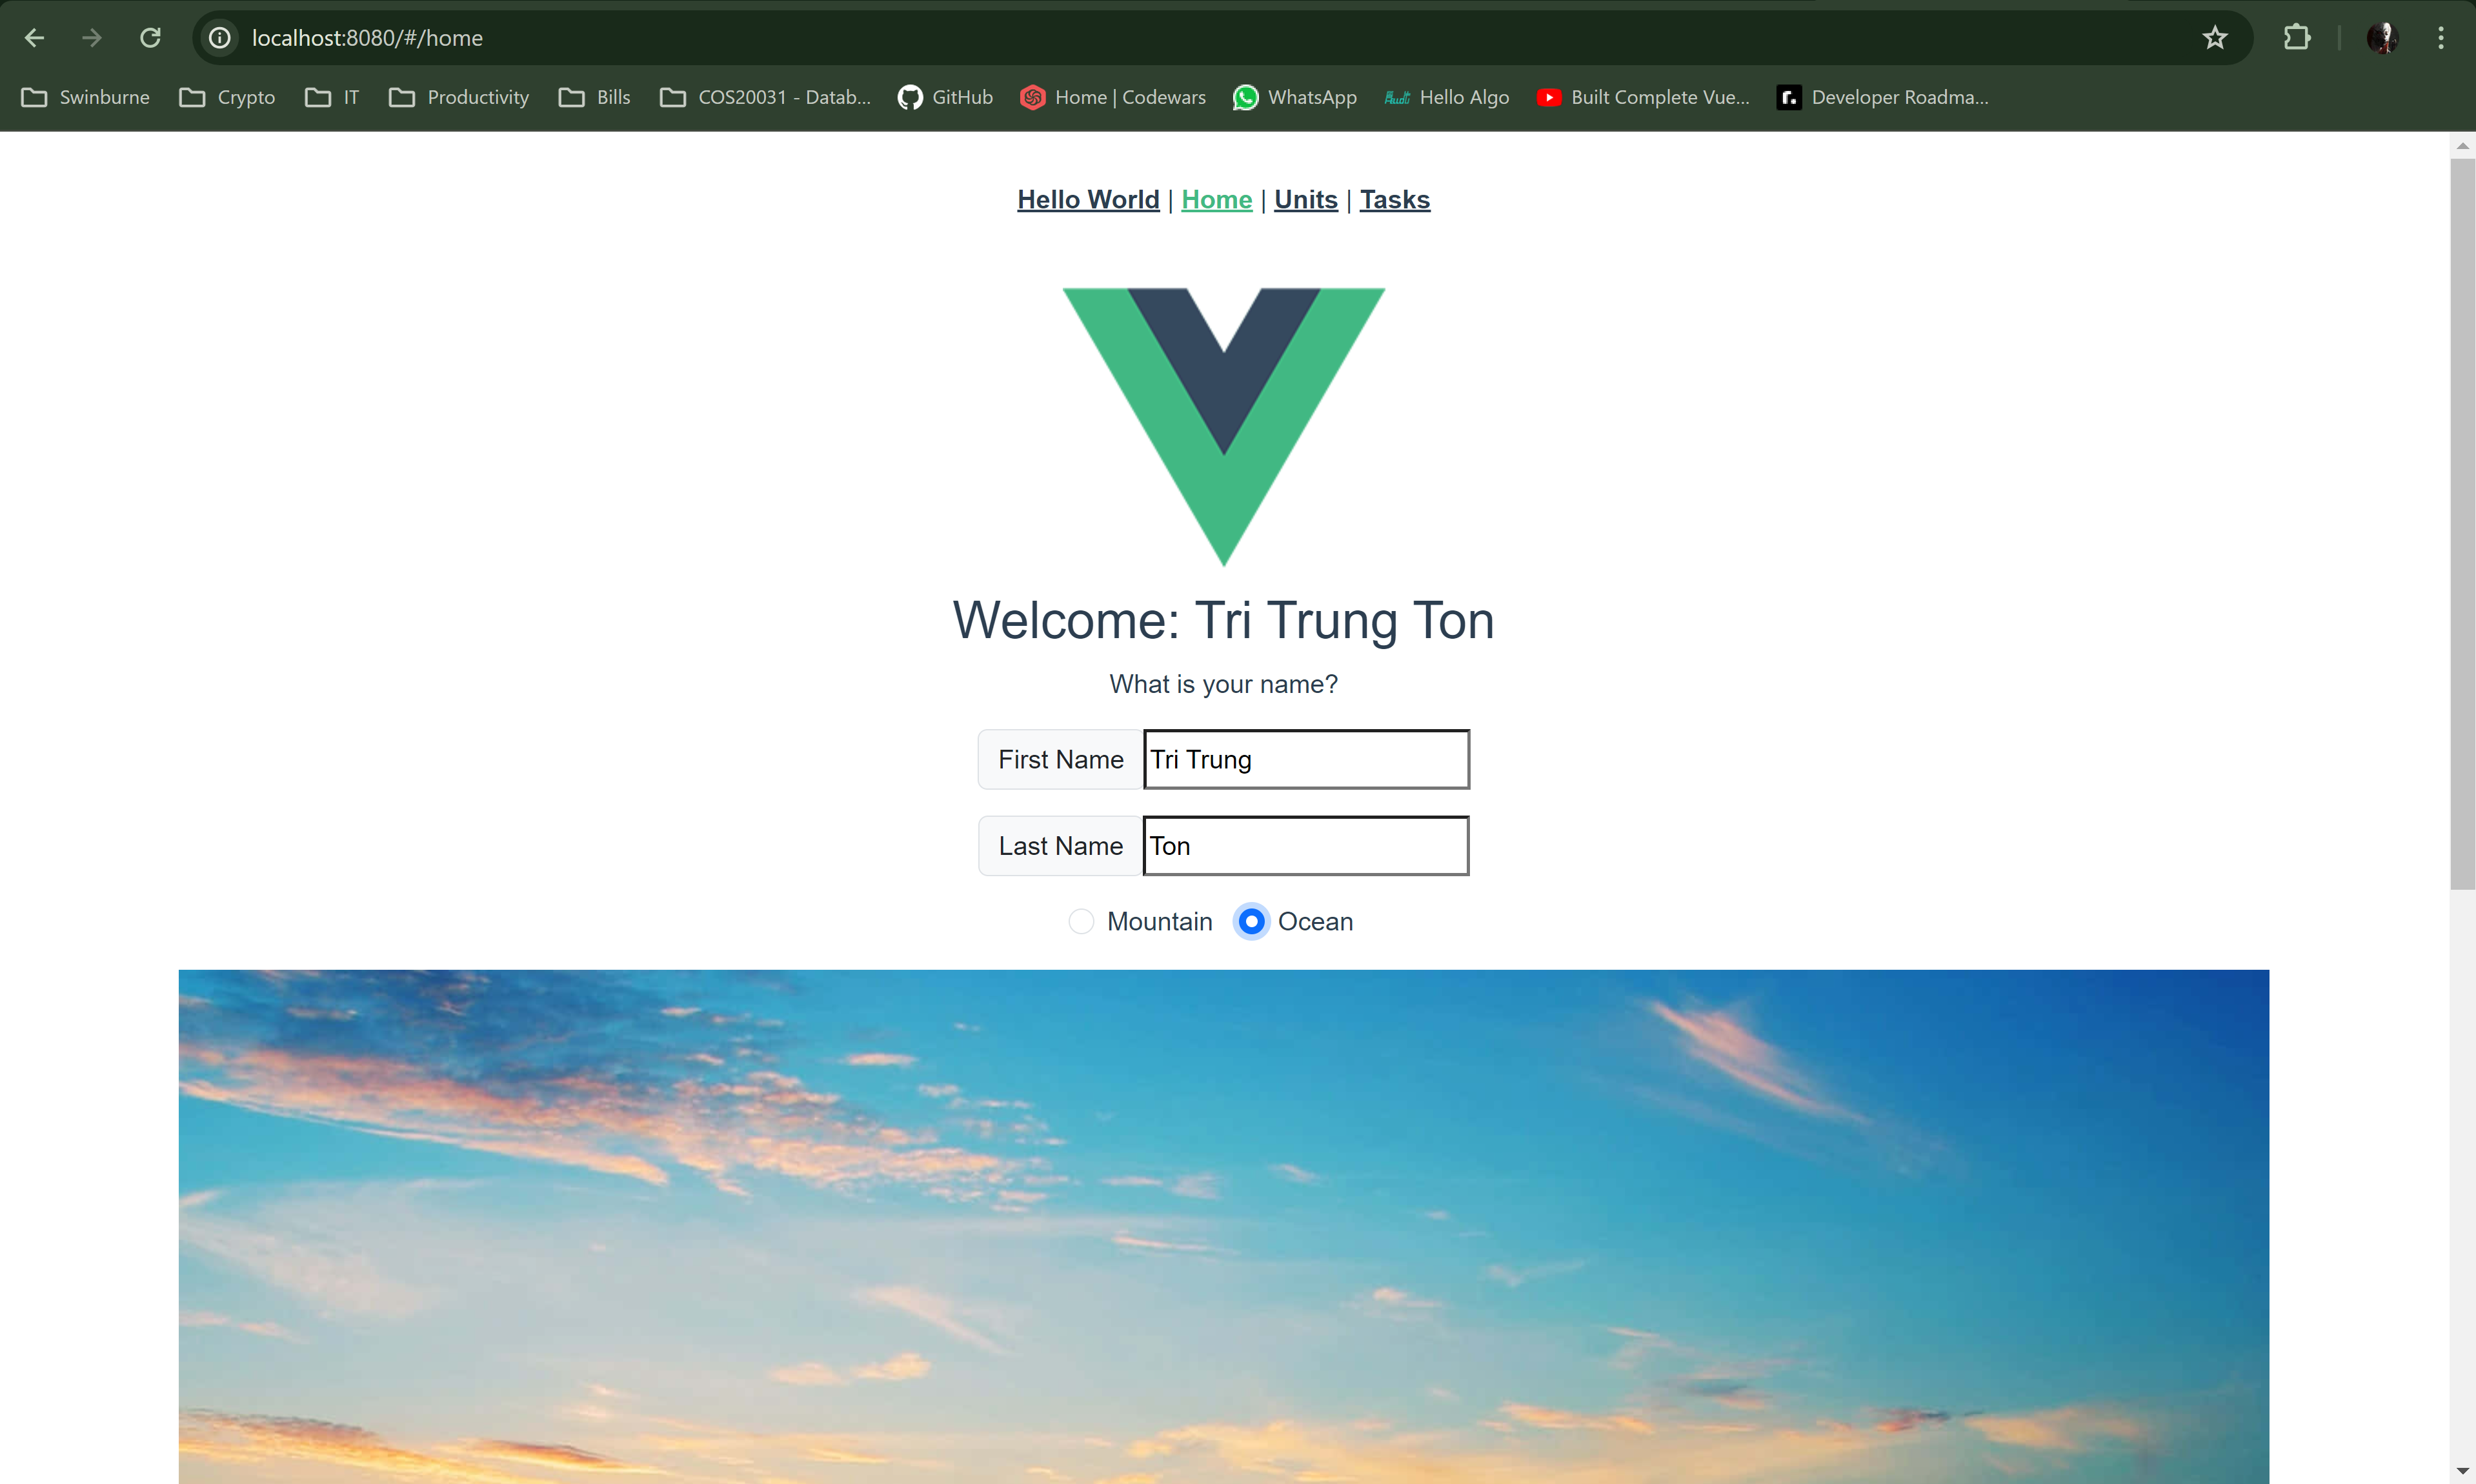 localhost:8080/#/home
Swinburne Crypto IT Productivity Bills COS20031 - Datab... GitHub Home | Codewars WhatsApp Hello Algo Built Complete Vue... Developer Roadma...
Hello World | Home | Units | Tasks
Welcome: Tri Trung Ton
What is your name?
First Name Tri Trung
Last Name Ton
Mountain Ocean